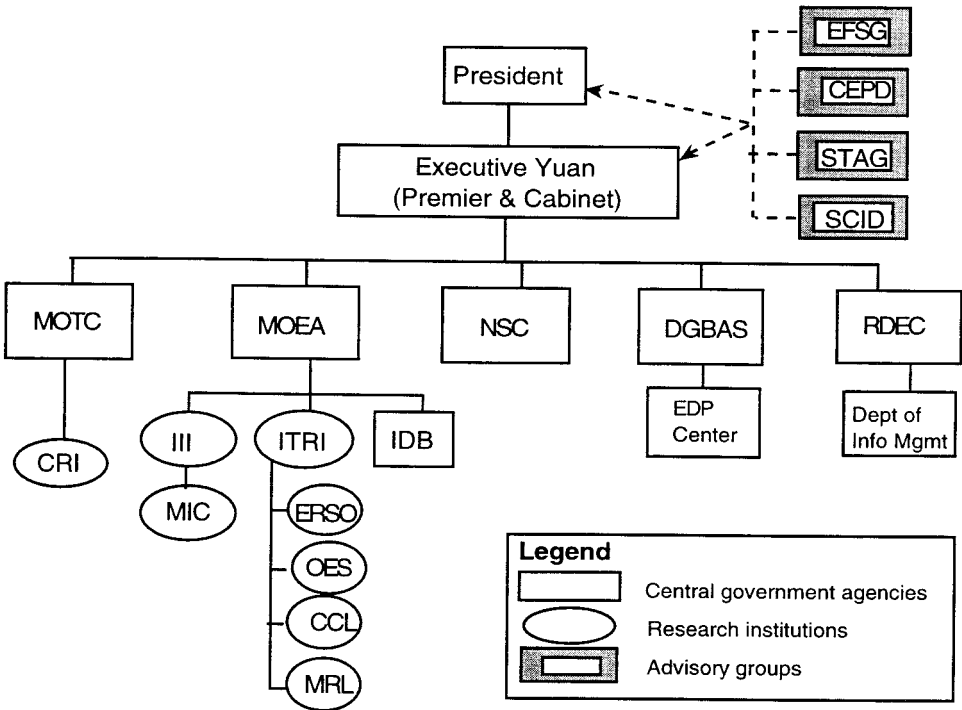 EFSG
President
CEPD
Executive Yuan
(Premier & Cabinet)
STAG
SCID
MOTC
MOEA
NSC
DGBAS
RDEC
EDP
Center
Dept of
Info Mgmt
CRI
III
ITRI
IDB
MIC
ERSO
OES
CCL
MRL
Legend
Central government agencies
Research institutions
Advisory groups